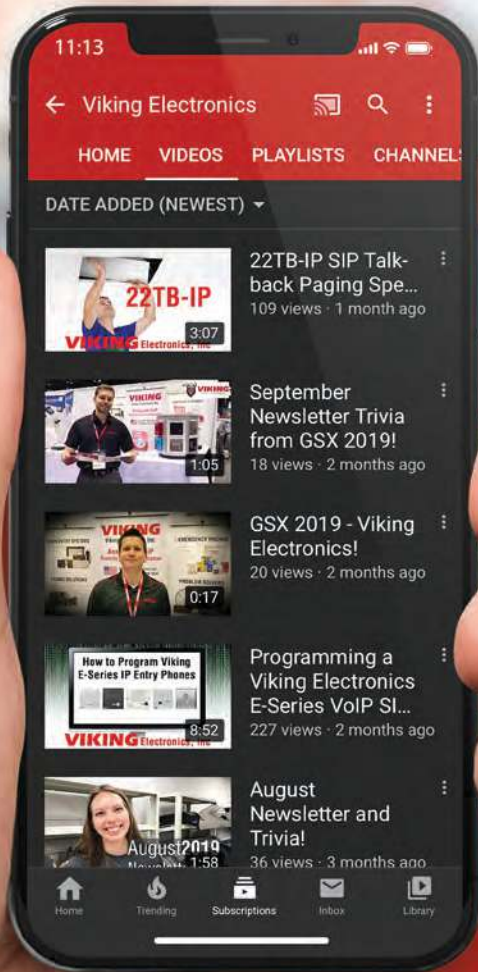 11:13
Viking Electronics
HOME VIDEOS PLAYLISTS CHANNELS
DATE ADDED (NEWEST)
22TB-IP
VIKING Electronics, Inc
3:07
22TB-IP SIP Talk-
back Paging Spe...
109 views · 1 month ago
VIKING
VIKING
1:05
September
Newsletter Trivia
from GSX 2019!
18 views · 2 months ago
VIKING
0:17
GSX 2019 - Viking
Electronics!
20 views · 2 months ago
How to Program Viking
E-Series IP Entry Phones
VIKING Electronics, Inc
8:52
Programming a
Viking Electronics
E-Series VoIP SI...
227 views · 2 months ago
August2019
1:58
August
Newsletter and
Trivia!
36 views · 3 months ago
Home Trending Subscriptions Inbox Library